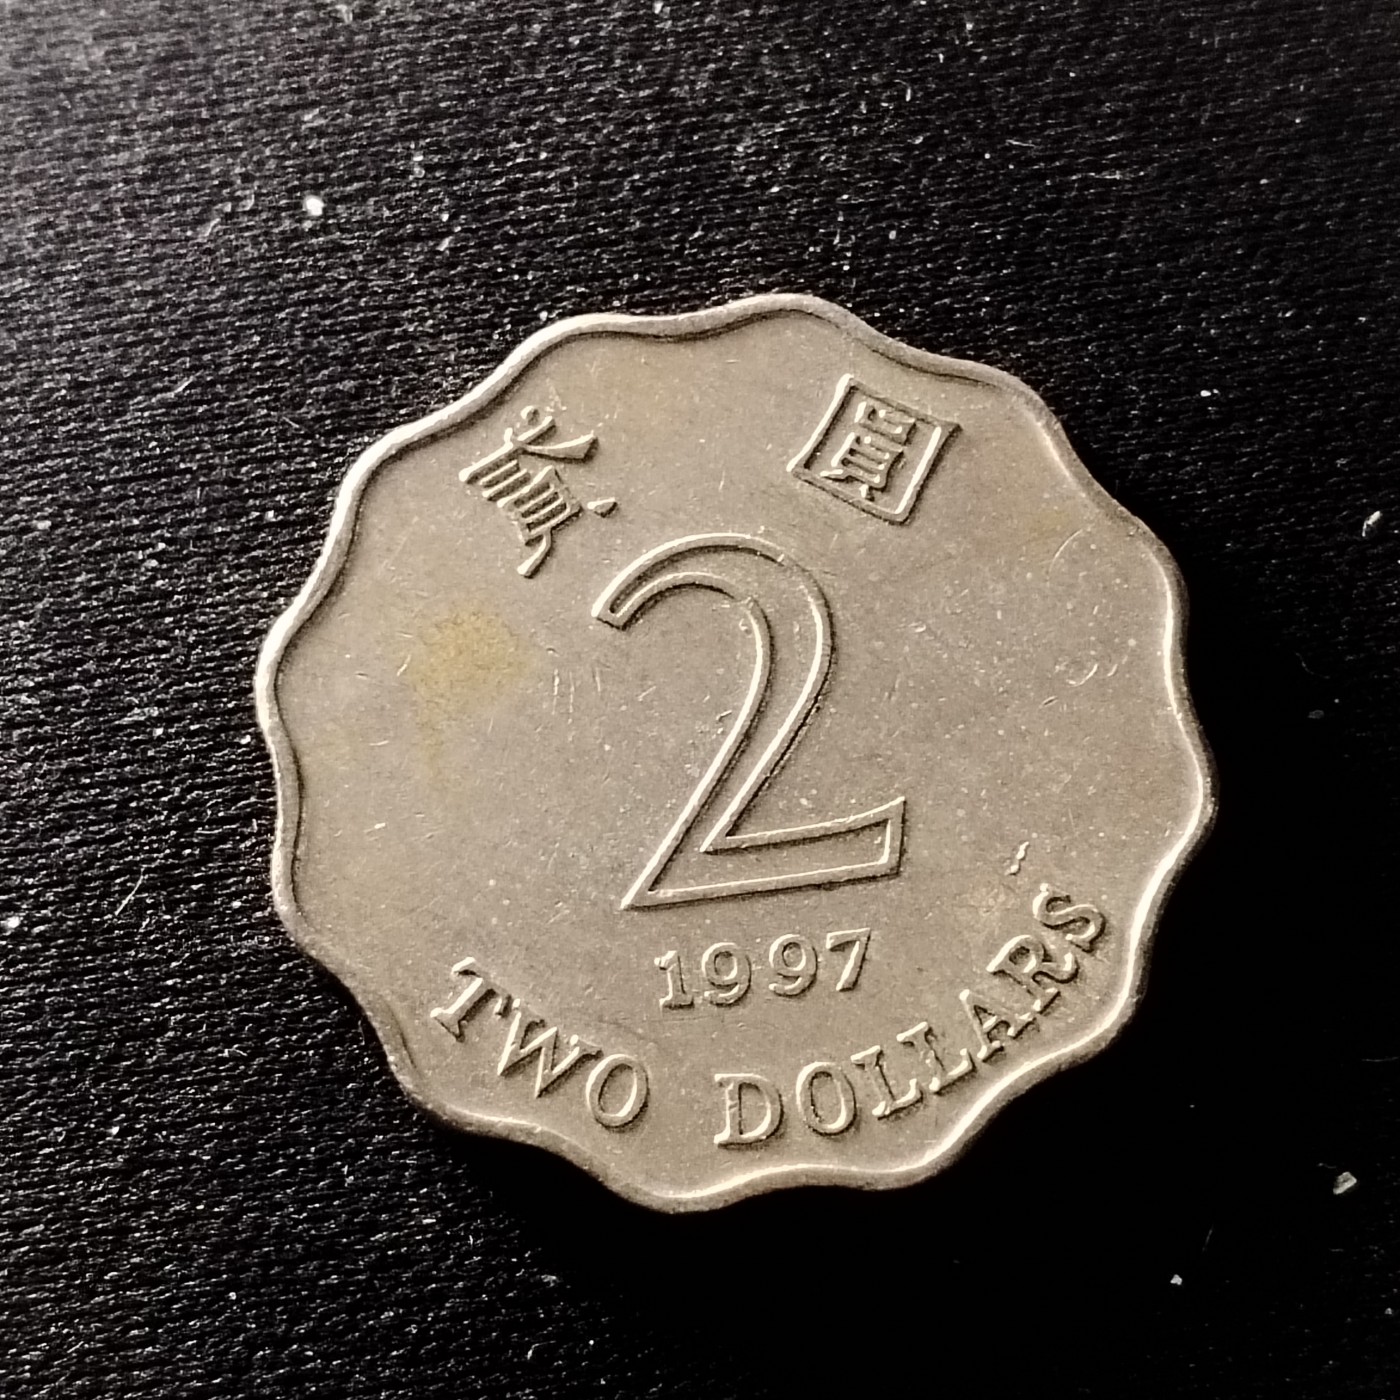 貳 圓
2
1997
TWO DOLLARS